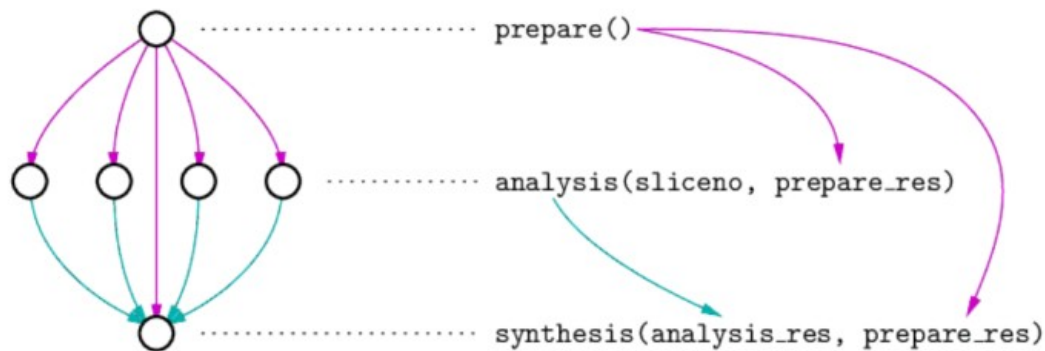 prepare()
analysis(sliceno, prepare_res)
synthesis(analysis_res, prepare_res)